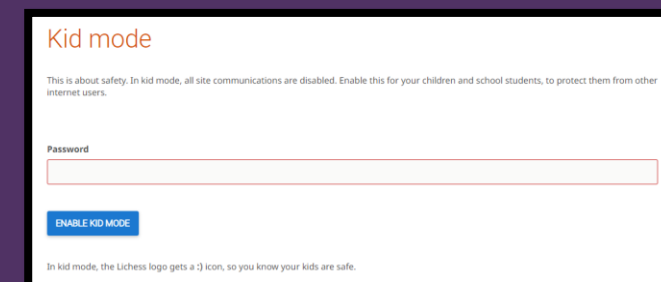 Kid mode
This is about safety. In kid mode, all site communications are disabled. Enable this for your children and school students, to protect them from other
internet users.
Password
ENABLE KID MODE
In kid mode, the Lichess logo gets a :) icon, so you know your kids are safe.